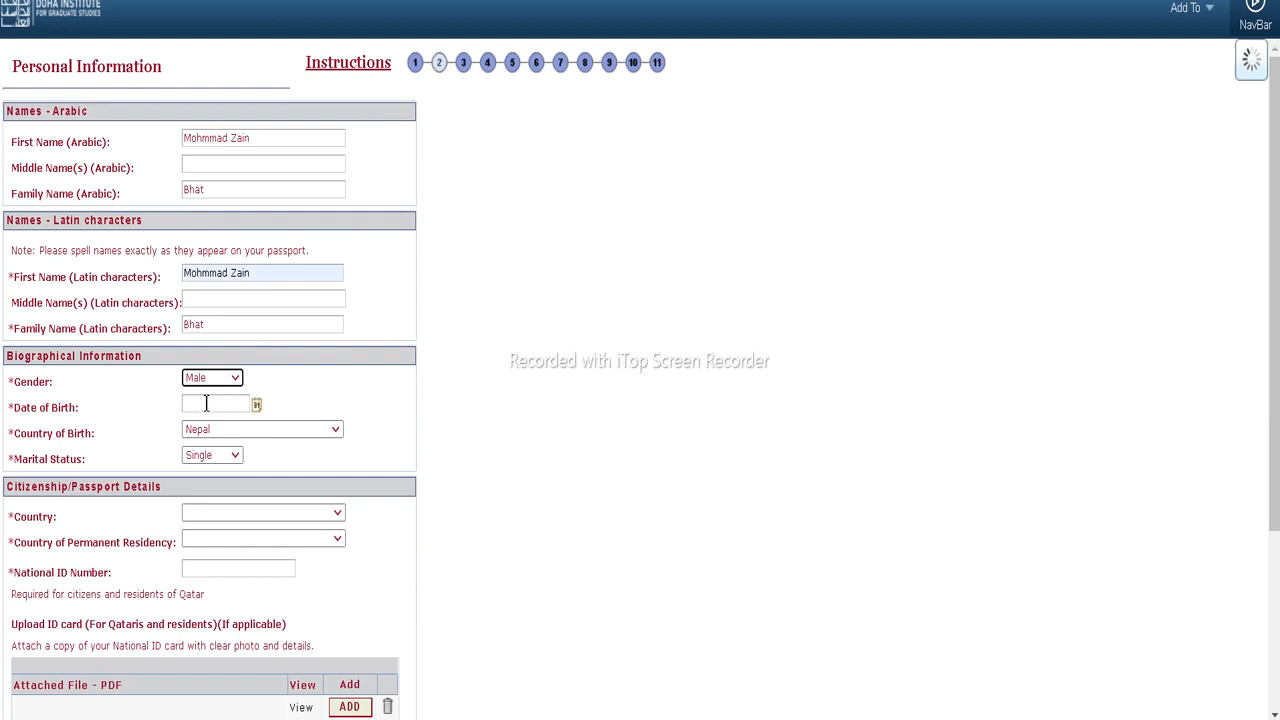 DOHA INSTITUTE
FOR GRADUATE STUDIES
Add To
NavBar
Personal Information
Instructions
1 2 3 4 5 6 7 8 9 10 11
Names - Arabic
First Name (Arabic): Mohmmad Zain
Middle Name(s) (Arabic):
Family Name (Arabic): Bhat
Names - Latin characters
Note: Please spell names exactly as they appear on your passport.
*First Name (Latin characters): Mohmmad Zain
Middle Name(s) (Latin characters):
*Family Name (Latin characters): Bhat
Recorded with iTop Screen Recorder
Biographical Information
*Gender: Male
*Date of Birth: 31
*Country of Birth: Nepal
*Marital Status: Single
Citizenship/Passport Details
*Country:
*Country of Permanent Residency:
*National ID Number:
Required for citizens and residents of Qatar
Upload ID card (For Qataris and residents)(If applicable)
Attach a copy of your National ID card with clear photo and details.
Attached File - PDF View Add
View ADD